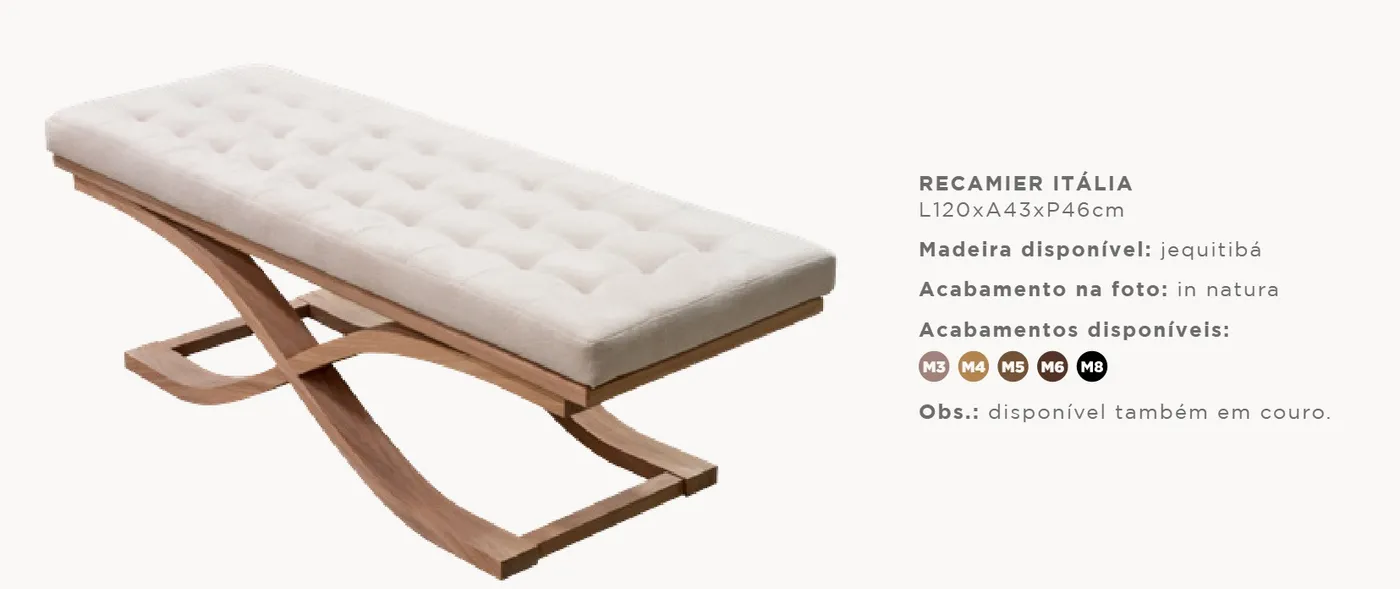 RECAMIER ITÁLIA
L120xA43xP46cm
Madeira disponível: jequitibá
Acabamento na foto: in natura
Acabamentos disponíveis:
M3 M4 M5 M6 M8
Obs.: disponível também em couro.